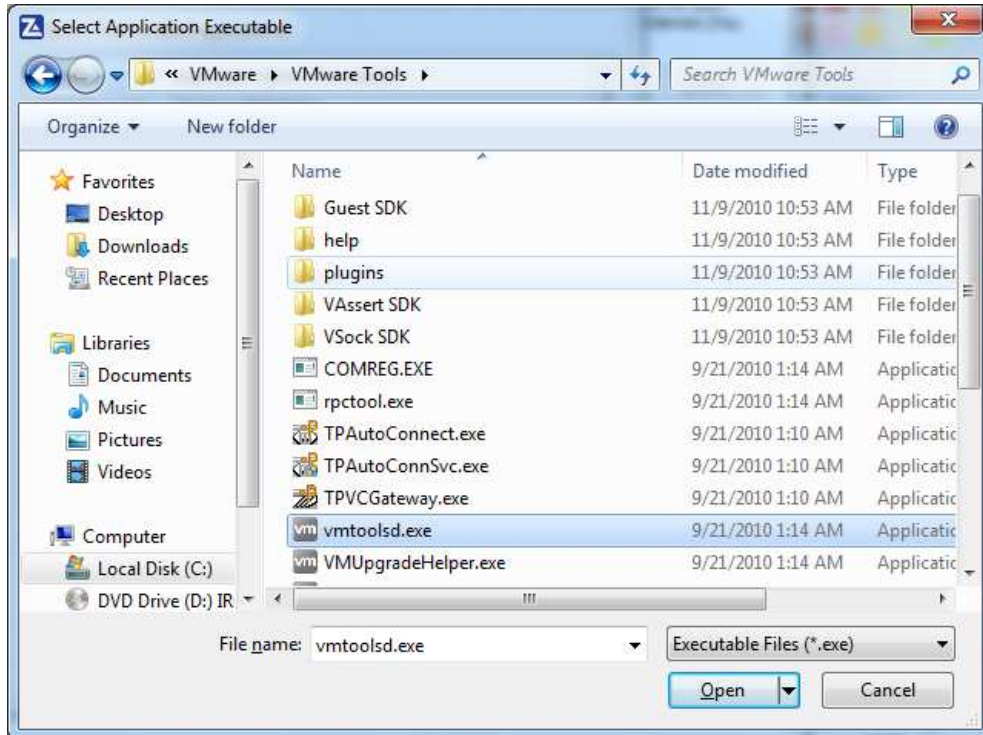 Select Application Executable
« VMware ▸ VMware Tools ▸ Search VMware Tools
Organize New folder
Favorites
Desktop
Downloads
Recent Places
Libraries
Documents
Music
Pictures
Videos
Computer
Local Disk (C:)
DVD Drive (D:) IR
Name Date modified Type
Guest SDK 11/9/2010 10:53 AM File folder
help 11/9/2010 10:53 AM File folder
plugins 11/9/2010 10:53 AM File folder
VAssert SDK 11/9/2010 10:53 AM File folder
VSock SDK 11/9/2010 10:53 AM File folder
COMREG.EXE 9/21/2010 1:14 AM Applicatic
rpctool.exe 9/21/2010 1:14 AM Applicatic
TPAutoConnect.exe 9/21/2010 1:10 AM Applicatic
TPAutoConnSvc.exe 9/21/2010 1:10 AM Applicatic
TPVCGateway.exe 9/21/2010 1:10 AM Applicatic
vmtoolsd.exe 9/21/2010 1:14 AM Applicatic
VMUpgradeHelper.exe 9/21/2010 1:14 AM Applicatic
File name: vmtoolsd.exe Executable Files (*.exe)
Open Cancel